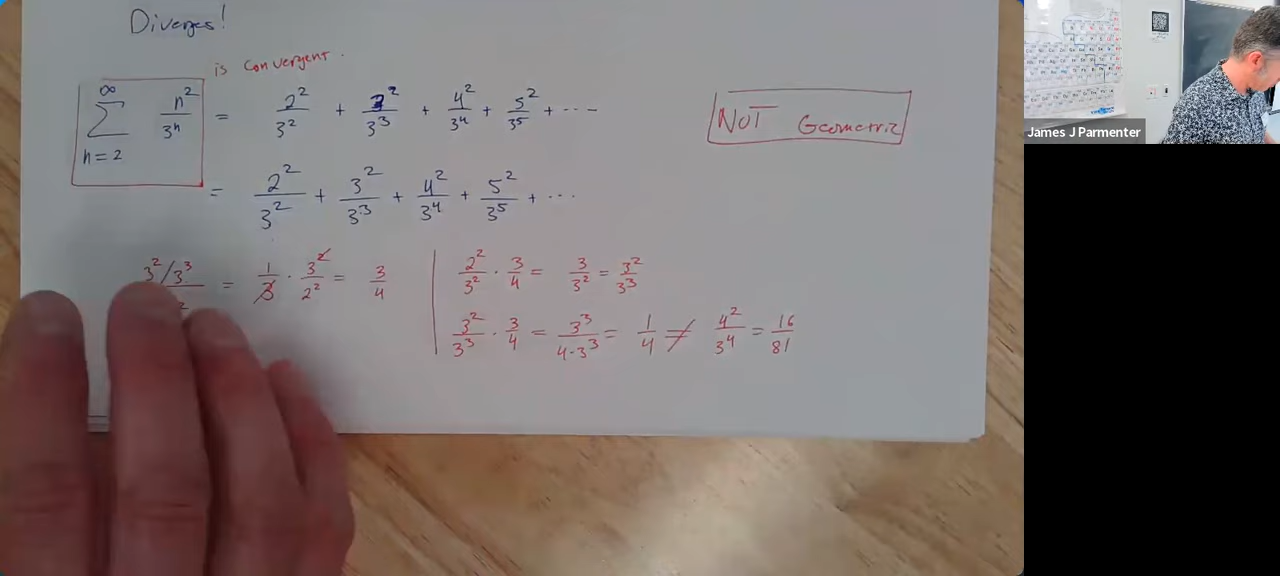 Diverges!
is convergent.
∞
∑ n²/3ⁿ = 2²/3² + 3²/3³ + 4²/3⁴ + 5²/3⁵ + ⋯
n=2
NOT Geometric
= 2²/3² + 3²/3³ + 4²/3⁴ + 5²/3⁵ + ⋯
3²/3³ = 1/3 · 3²/2² = 3/4
2²/3² · 3/4 = 3/3² = 3²/3³
3²/3³ · 3/4 = 3³/4·3³ = 1/4 ≠ 4²/3⁴ = 16/81
James J Parmenter